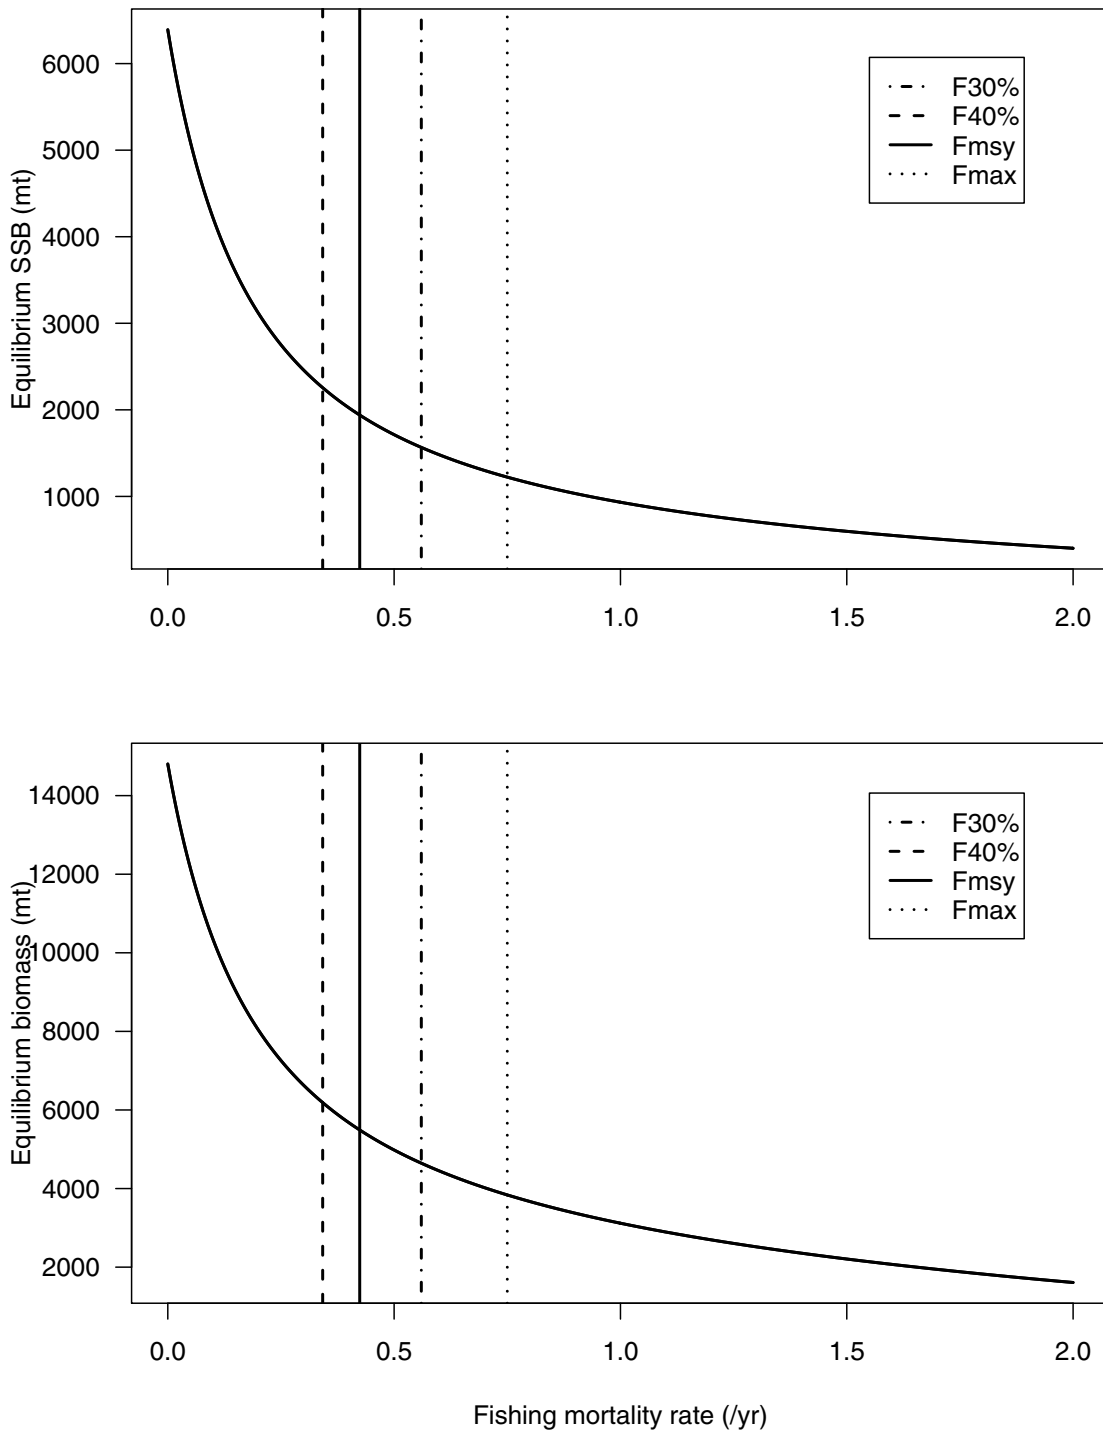 Equilibrium SSB (mt)
6000
5000
4000
3000
2000
1000
0.0 0.5 1.0 1.5 2.0
F30%
F40%
Fmsy
Fmax
Equilibrium biomass (mt)
14000
12000
10000
8000
6000
4000
2000
0.0 0.5 1.0 1.5 2.0
F30%
F40%
Fmsy
Fmax
Fishing mortality rate (/yr)